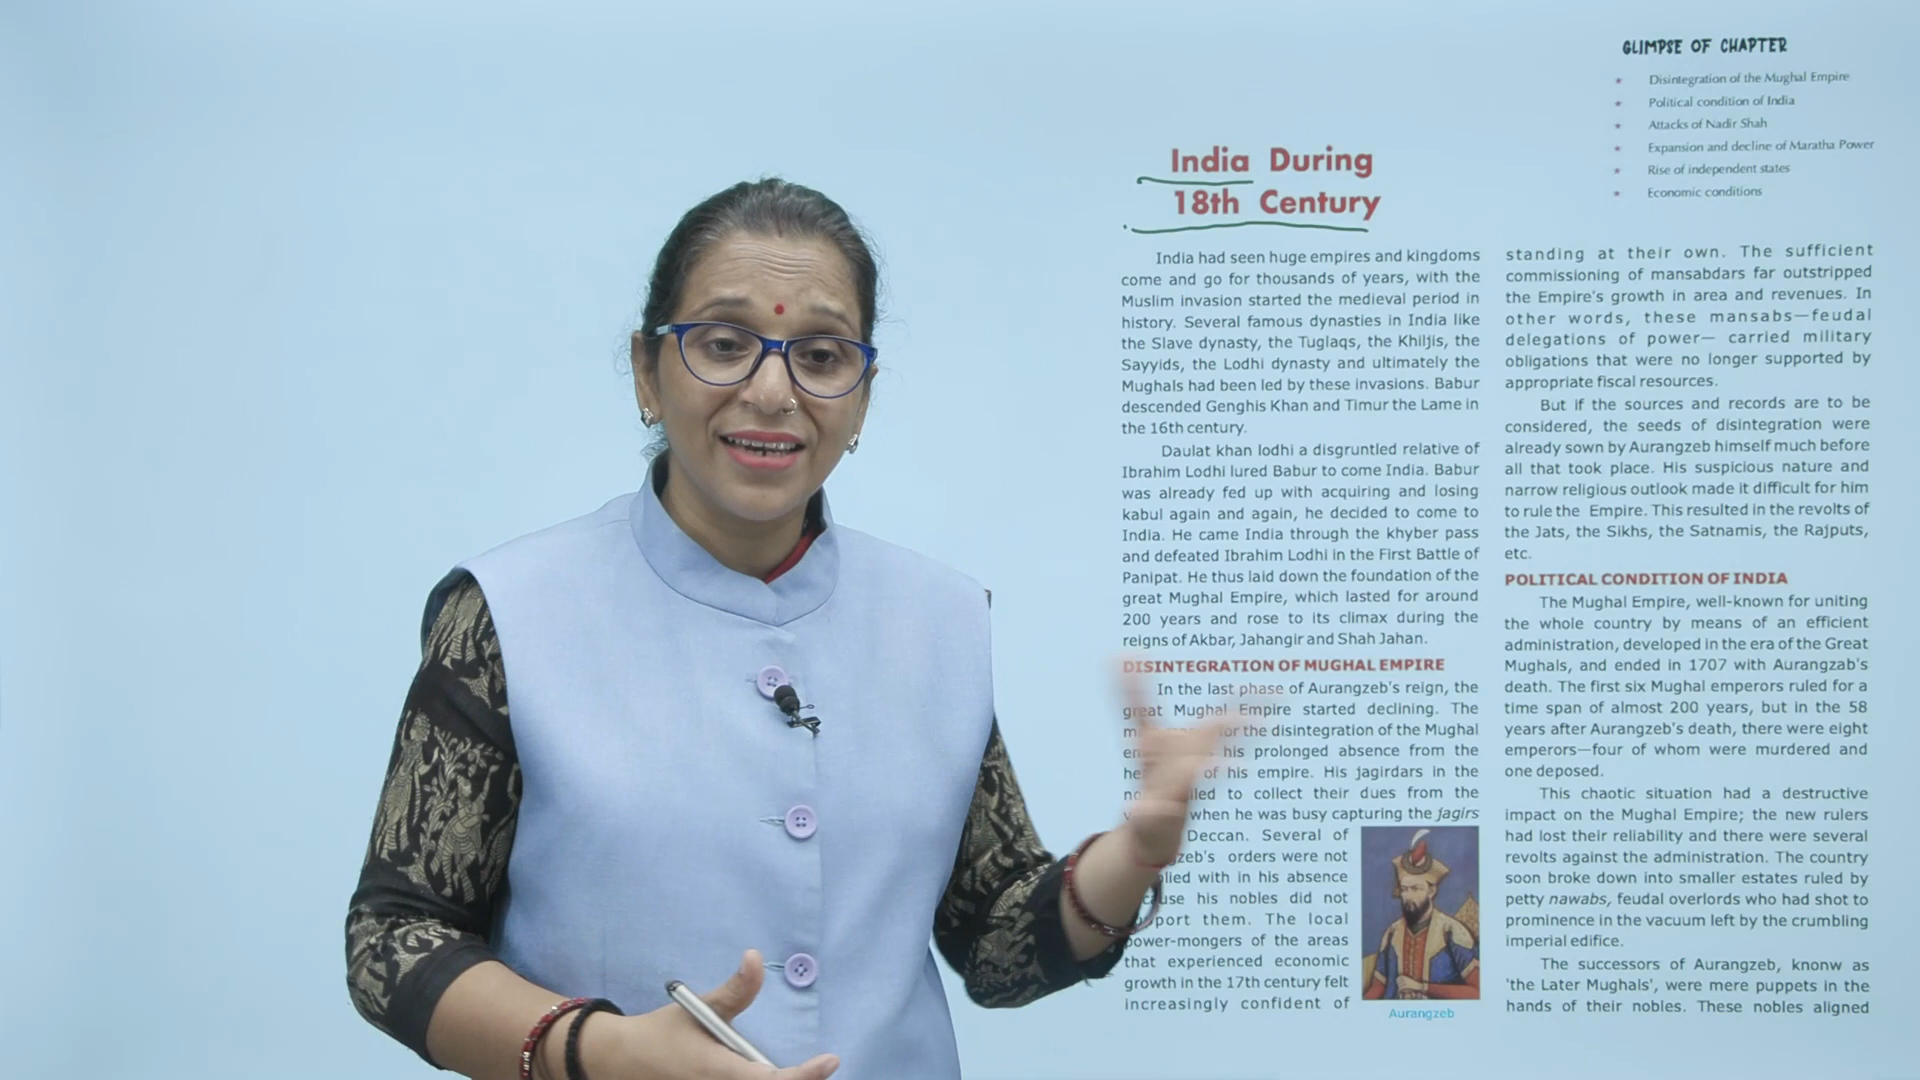 GLIMPSE OF CHAPTER
★ Disintegration of the Mughal Empire
★ Political condition of India
★ Attacks of Nadir Shah
★ Expansion and decline of Maratha Power
★ Rise of independent states
★ Economic conditions
India During
18th Century
India had seen huge empires and kingdoms
come and go for thousands of years, with the
Muslim invasion started the medieval period in
history. Several famous dynasties in India like
the Slave dynasty, the Tuglaqs, the Khiljis, the
Sayyids, the Lodhi dynasty and ultimately the
Mughals had been led by these invasions. Babur
descended Genghis Khan and Timur the Lame in
the 16th century.
Daulat khan lodhi a disgruntled relative of
Ibrahim Lodhi lured Babur to come India. Babur
was already fed up with acquiring and losing
kabul again and again, he decided to come to
India. He came India through the khyber pass
and defeated Ibrahim Lodhi in the First Battle of
Panipat. He thus laid down the foundation of the
great Mughal Empire, which lasted for around
200 years and rose to its climax during the
reigns of Akbar, Jahangir and Shah Jahan.
DISINTEGRATION OF MUGHAL EMPIRE
In the last phase of Aurangzeb's reign, the
great Mughal Empire started declining. The
for the disintegration of the Mughal
his prolonged absence from the
of his empire. His jagirdars in the
to collect their dues from the
when he was busy capturing the jagirs
Deccan. Several of
orders were not
with in his absence
his nobles did not
them. The local
power-mongers of the areas
that experienced economic
growth in the 17th century felt
increasingly confident of
Aurangzeb
standing at their own. The sufficient
commissioning of mansabdars far outstripped
the Empire's growth in area and revenues. In
other words, these mansabs—feudal
delegations of power— carried military
obligations that were no longer supported by
appropriate fiscal resources.
But if the sources and records are to be
considered, the seeds of disintegration were
already sown by Aurangzeb himself much before
all that took place. His suspicious nature and
narrow religious outlook made it difficult for him
to rule the Empire. This resulted in the revolts of
the Jats, the Sikhs, the Satnamis, the Rajputs,
etc.
POLITICAL CONDITION OF INDIA
The Mughal Empire, well-known for uniting
the whole country by means of an efficient
administration, developed in the era of the Great
Mughals, and ended in 1707 with Aurangzab's
death. The first six Mughal emperors ruled for a
time span of almost 200 years, but in the 58
years after Aurangzeb's death, there were eight
emperors—four of whom were murdered and
one deposed.
This chaotic situation had a destructive
impact on the Mughal Empire; the new rulers
had lost their reliability and there were several
revolts against the administration. The country
soon broke down into smaller estates ruled by
petty nawabs, feudal overlords who had shot to
prominence in the vacuum left by the crumbling
imperial edifice.
The successors of Aurangzeb, knonw as
'the Later Mughals', were mere puppets in the
hands of their nobles. These nobles aligned